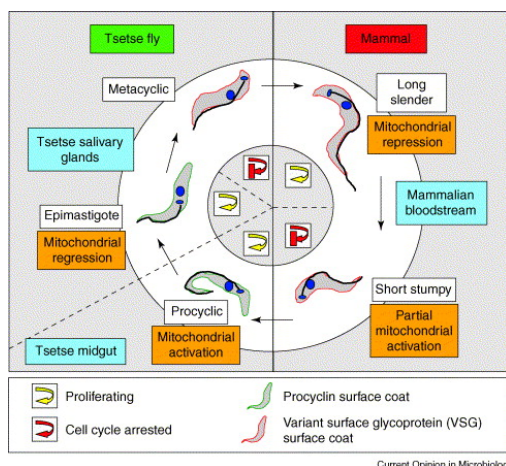 Tsetse fly
Mammal
Metacyclic
Long
slender
Mitochondrial
repression
Tsetse salivary
glands
Mammalian
bloodstream
Epimastigote
Mitochondrial
regression
Procyclic
Mitochondrial
activation
Short stumpy
Partial
mitochondrial
activation
Tsetse midgut
Proliferating
Cell cycle arrested
Procyclin surface coat
Variant surface glycoprotein (VSG)
surface coat
Current Opinion in Microbiolog